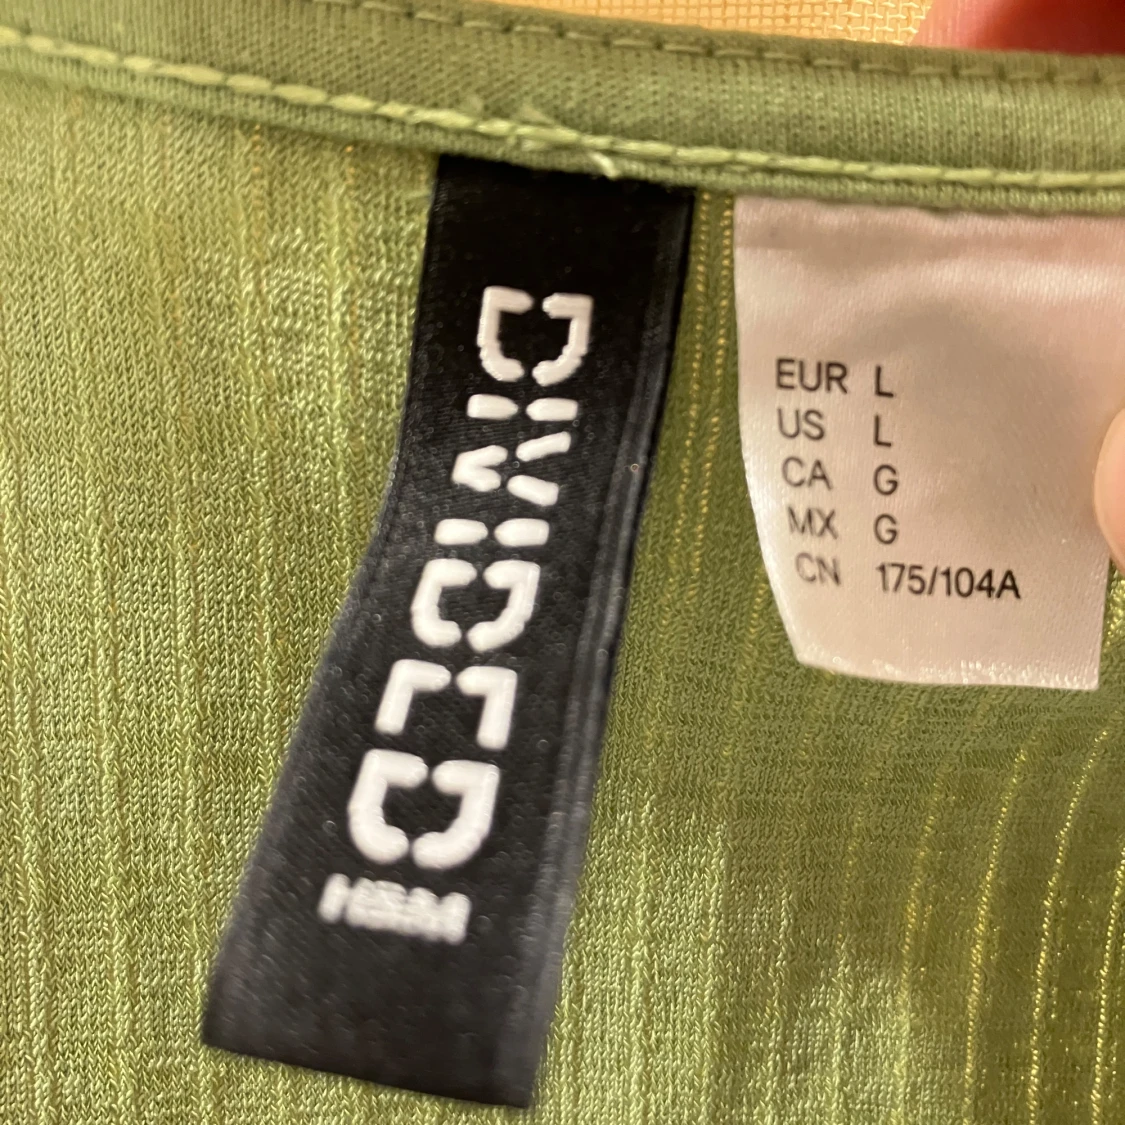 DIVIDED
H&M
EUR L
US L
CA G
MX G
CN 175/104A